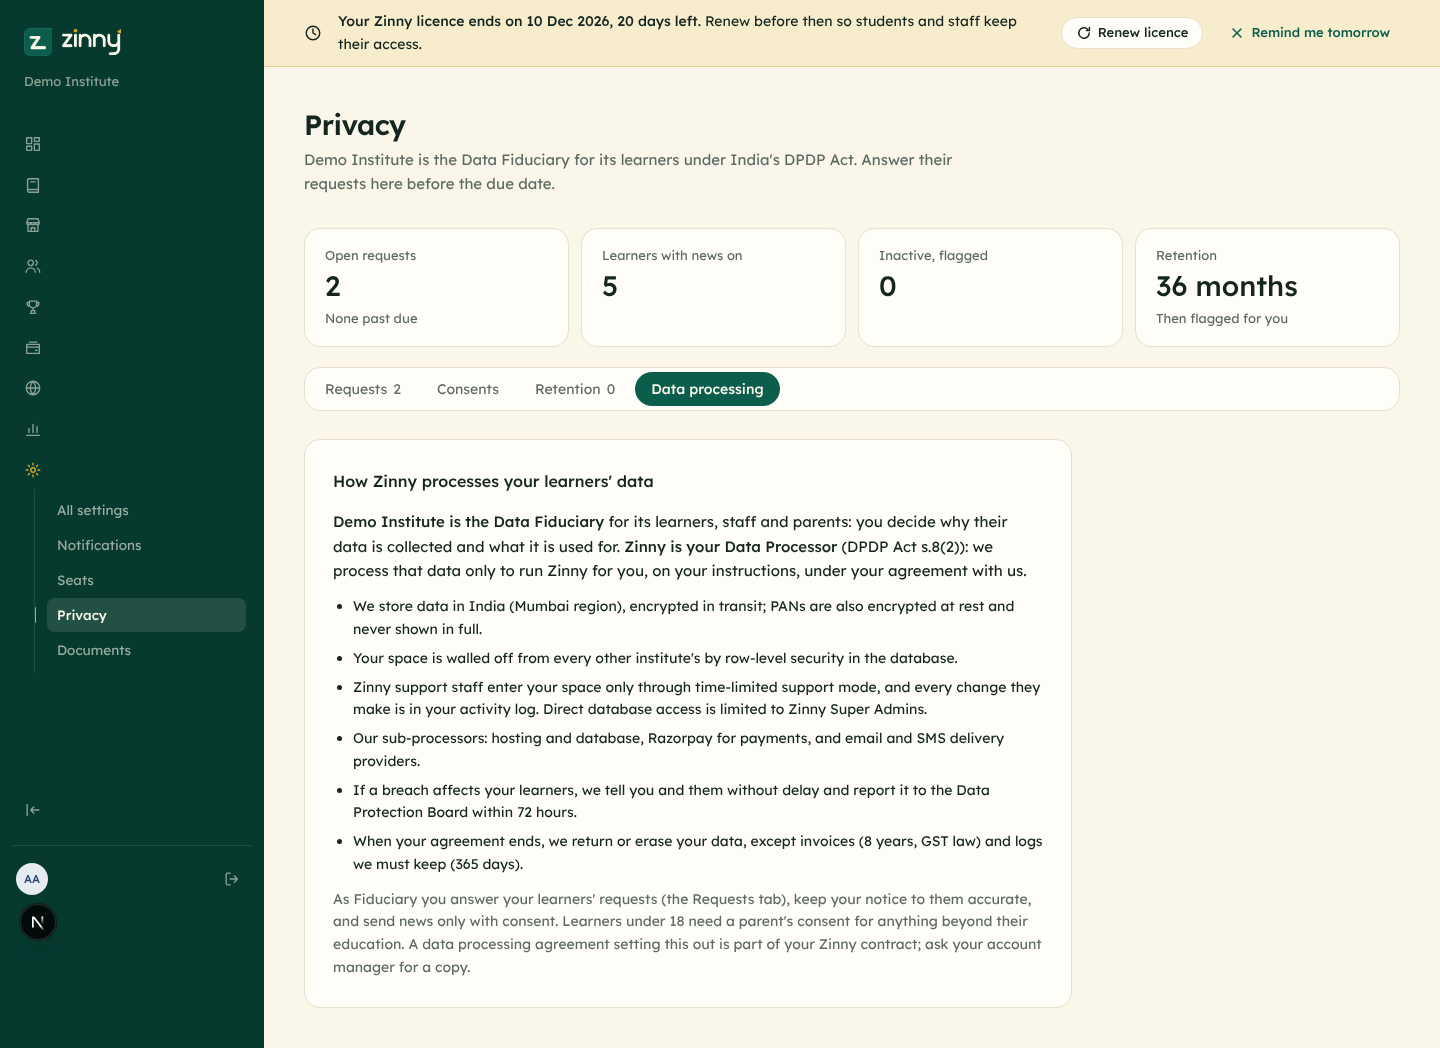 zinny
Demo Institute
All settings
Notifications
Seats
Privacy
Documents
AA
N
Your Zinny licence ends on 10 Dec 2026, 20 days left. Renew before then so students and staff keep
their access.
Renew licence
Remind me tomorrow
Privacy
Demo Institute is the Data Fiduciary for its learners under India's DPDP Act. Answer their
requests here before the due date.
Open requests
2
None past due
Learners with news on
5
Inactive, flagged
0
Retention
36 months
Then flagged for you
Requests 2 Consents Retention 0 Data processing
How Zinny processes your learners' data
Demo Institute is the Data Fiduciary for its learners, staff and parents: you decide why their
data is collected and what it is used for. Zinny is your Data Processor (DPDP Act s.8(2)): we
process that data only to run Zinny for you, on your instructions, under your agreement with us.
• We store data in India (Mumbai region), encrypted in transit; PANs are also encrypted at rest and
never shown in full.
• Your space is walled off from every other institute's by row-level security in the database.
• Zinny support staff enter your space only through time-limited support mode, and every change they
make is in your activity log. Direct database access is limited to Zinny Super Admins.
• Our sub-processors: hosting and database, Razorpay for payments, and email and SMS delivery
providers.
• If a breach affects your learners, we tell you and them without delay and report it to the Data
Protection Board within 72 hours.
• When your agreement ends, we return or erase your data, except invoices (8 years, GST law) and logs
we must keep (365 days).
As Fiduciary you answer your learners' requests (the Requests tab), keep your notice to them accurate,
and send news only with consent. Learners under 18 need a parent's consent for anything beyond their
education. A data processing agreement setting this out is part of your Zinny contract; ask your account
manager for a copy.